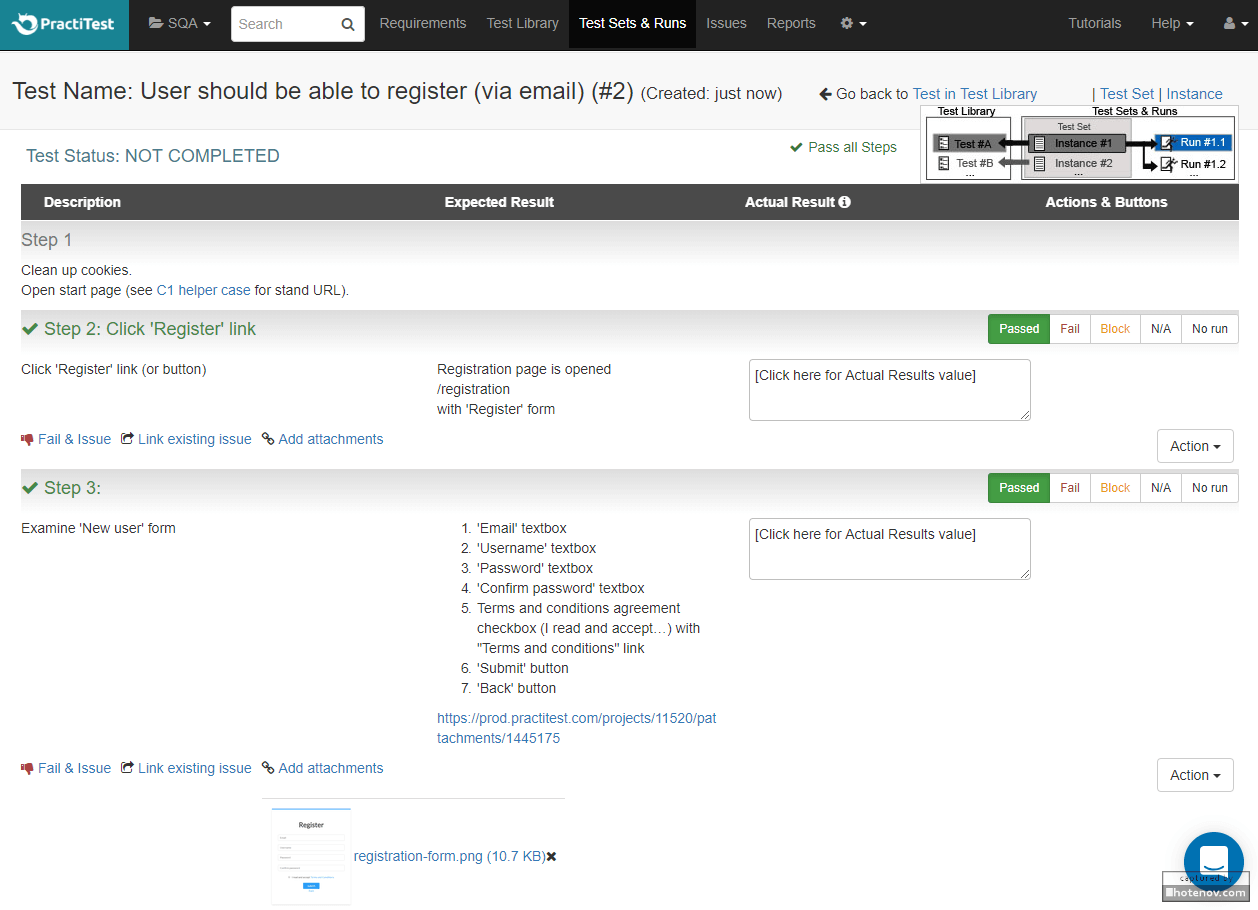 PractiTest SQA Search Requirements Test Library Test Sets & Runs Issues Reports Tutorials Help
Test Name: User should be able to register (via email) (#2) (Created: just now)
Go back to Test in Test Library | Test Set | Instance
Test Library Test Sets & Runs
Test Set
Test #A Instance #1 Run #1.1
Test #B Instance #2 Run #1.2
... ... ...
Test Status: NOT COMPLETED
Pass all Steps
Description Expected Result Actual Result Actions & Buttons
Step 1
Clean up cookies.
Open start page (see C1 helper case for stand URL).
Step 2: Click 'Register' link Passed Fail Block N/A No run
Click 'Register' link (or button)
Registration page is opened
/registration
with 'Register' form
[Click here for Actual Results value]
Fail & Issue Link existing issue Add attachments
Action
Step 3: Passed Fail Block N/A No run
Examine 'New user' form
1. 'Email' textbox
2. 'Username' textbox
3. 'Password' textbox
4. 'Confirm password' textbox
5. Terms and conditions agreement
checkbox (I read and accept…) with
"Terms and conditions" link
6. 'Submit' button
7. 'Back' button
https://prod.practitest.com/projects/11520/pat
tachments/1445175
[Click here for Actual Results value]
Fail & Issue Link existing issue Add attachments
Action
Register
registration-form.png (10.7 KB)
captured by
hotenov.com